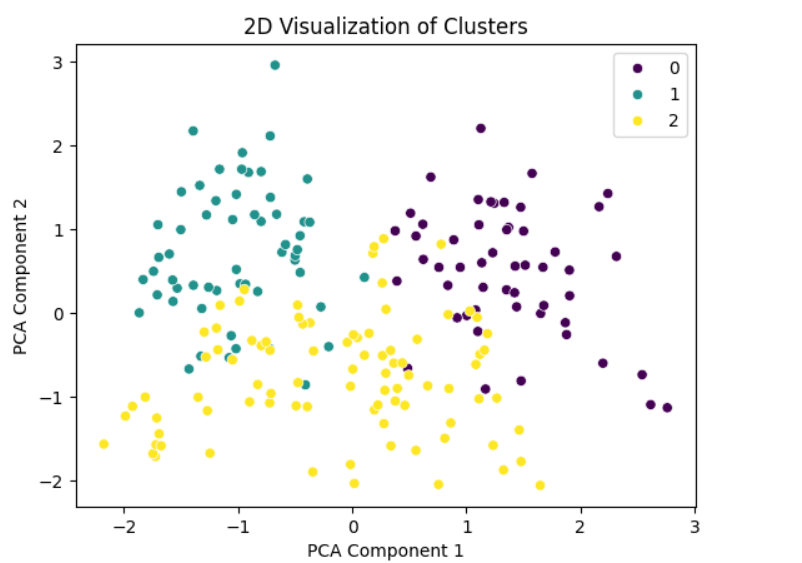 2D Visualization of Clusters
0
1
2
3
2
1
0
−1
−2
PCA Component 2
−2 −1 0 1 2 3
PCA Component 1